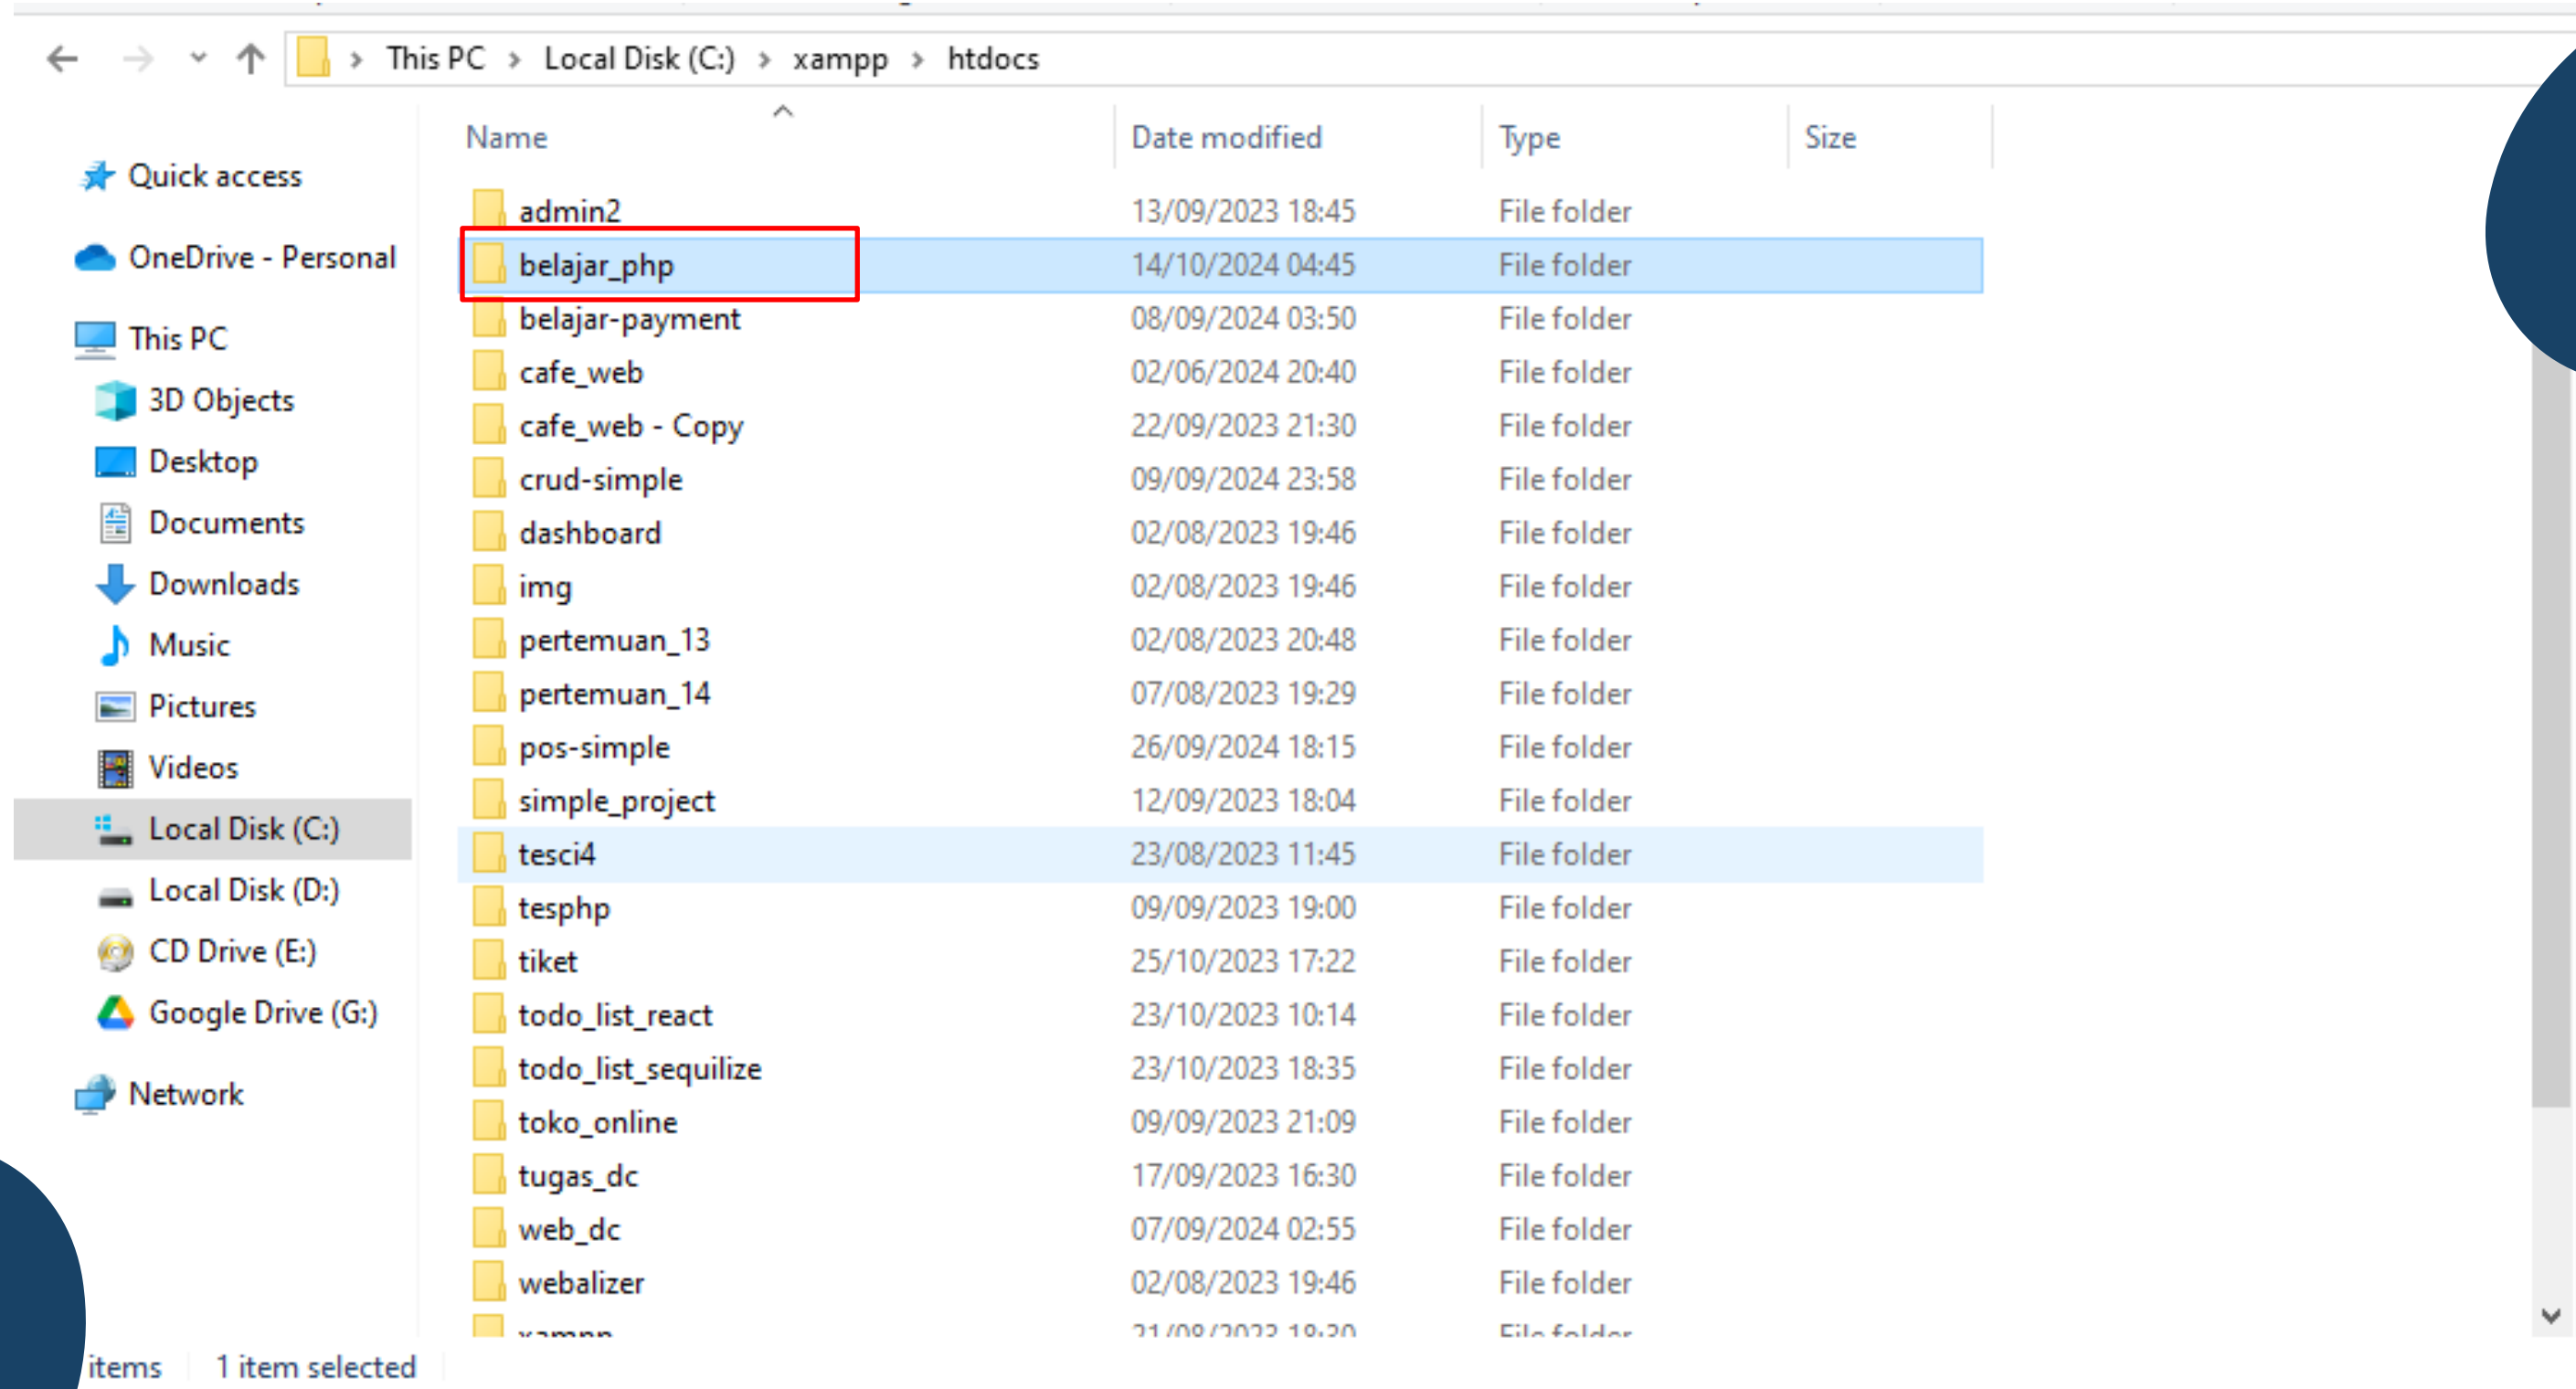 This PC > Local Disk (C:) > xampp > htdocs
Name Date modified Type Size
Quick access
OneDrive - Personal
This PC
3D Objects
Desktop
Documents
Downloads
Music
Pictures
Videos
Local Disk (C:)
Local Disk (D:)
CD Drive (E:)
Google Drive (G:)
Network
admin2 13/09/2023 18:45 File folder
belajar_php 14/10/2024 04:45 File folder
belajar-payment 08/09/2024 03:50 File folder
cafe_web 02/06/2024 20:40 File folder
cafe_web - Copy 22/09/2023 21:30 File folder
crud-simple 09/09/2024 23:58 File folder
dashboard 02/08/2023 19:46 File folder
img 02/08/2023 19:46 File folder
pertemuan_13 02/08/2023 20:48 File folder
pertemuan_14 07/08/2023 19:29 File folder
pos-simple 26/09/2024 18:15 File folder
simple_project 12/09/2023 18:04 File folder
tesci4 23/08/2023 11:45 File folder
tesphp 09/09/2023 19:00 File folder
tiket 25/10/2023 17:22 File folder
todo_list_react 23/10/2023 10:14 File folder
todo_list_sequilize 23/10/2023 18:35 File folder
toko_online 09/09/2023 21:09 File folder
tugas_dc 17/09/2023 16:30 File folder
web_dc 07/09/2024 02:55 File folder
webalizer 02/08/2023 19:46 File folder
xampp File folder
items 1 item selected